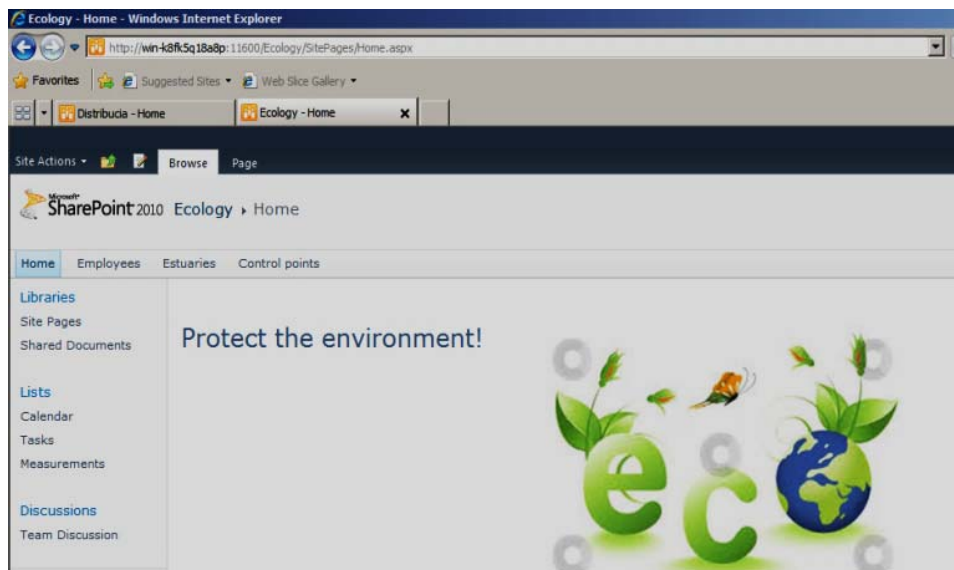 Ecology - Home - Windows Internet Explorer
http://win-k8fk5q18a8p:11600/Ecology/SitePages/Home.aspx
Favorites Suggested Sites Web Slice Gallery
Distribucia - Home Ecology - Home
Site Actions Browse Page
Microsoft
SharePoint 2010 Ecology Home
Home Employees Estuaries Control points
Libraries
Site Pages
Shared Documents
Protect the environment!
Lists
Calendar
Tasks
Measurements
Discussions
Team Discussion
eco